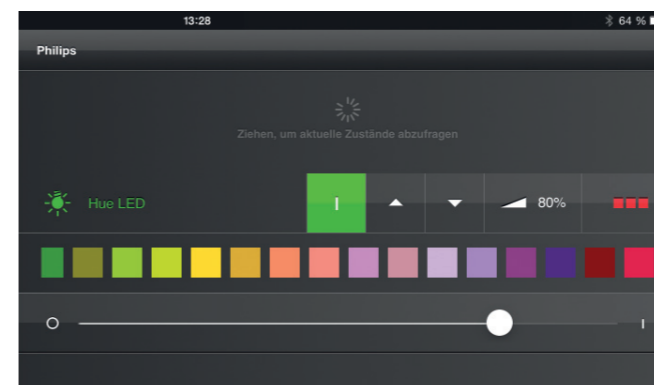 13:28
64 %
Philips
Ziehen, um aktuelle Zustände abzufragen
Hue LED
I
80%
O
I